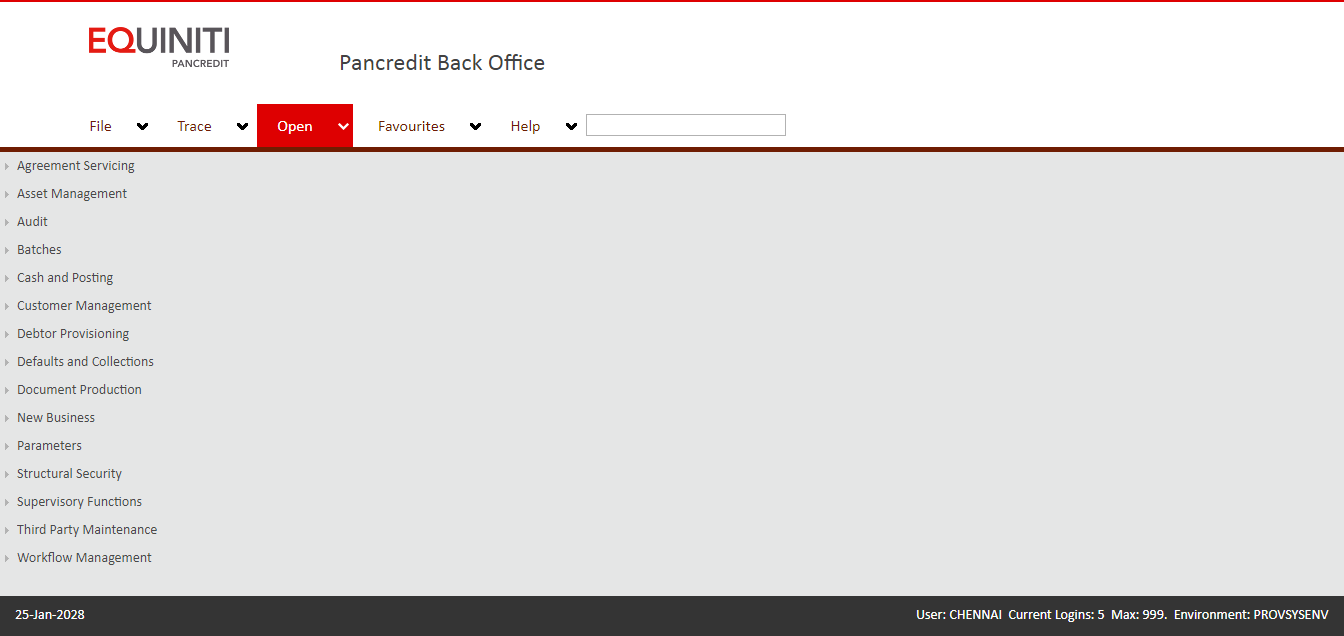 EQUINITI
PANCREDIT
Pancredit Back Office
File Trace Open Favourites Help
Agreement Servicing
Asset Management
Audit
Batches
Cash and Posting
Customer Management
Debtor Provisioning
Defaults and Collections
Document Production
New Business
Parameters
Structural Security
Supervisory Functions
Third Party Maintenance
Workflow Management
25-Jan-2028 User: CHENNAI Current Logins: 5 Max: 999. Environment: PROVSYSENV